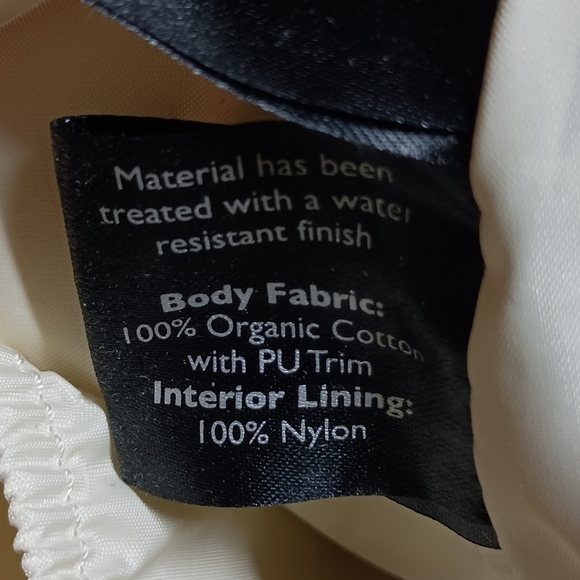 Material has been
treated with a water
resistant finish
Body Fabric:
100% Organic Cotton
with PU Trim
Interior Lining:
100% Nylon